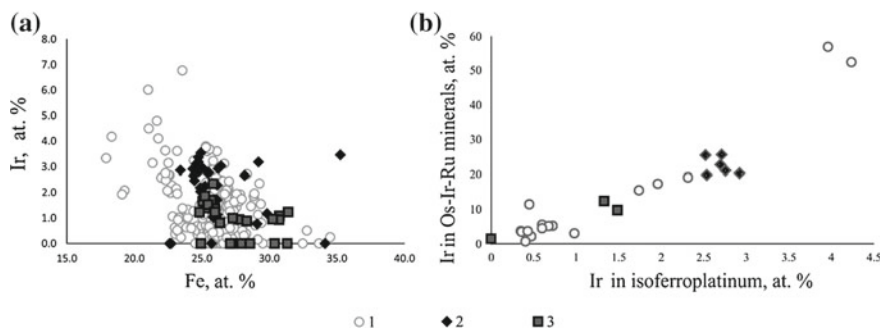 (a)
8.0
7.0
6.0
5.0
4.0
3.0
2.0
1.0
0.0
Ir, at. %
15.0 20.0 25.0 30.0 35.0 40.0
Fe, at. %
(b)
60
50
40
30
20
10
0
Ir in Os-Ir-Ru minerals, at. %
0 0.5 1 1.5 2 2.5 3 3.5 4 4.5
Ir in isoferroplatinum, at. %
1 2 3